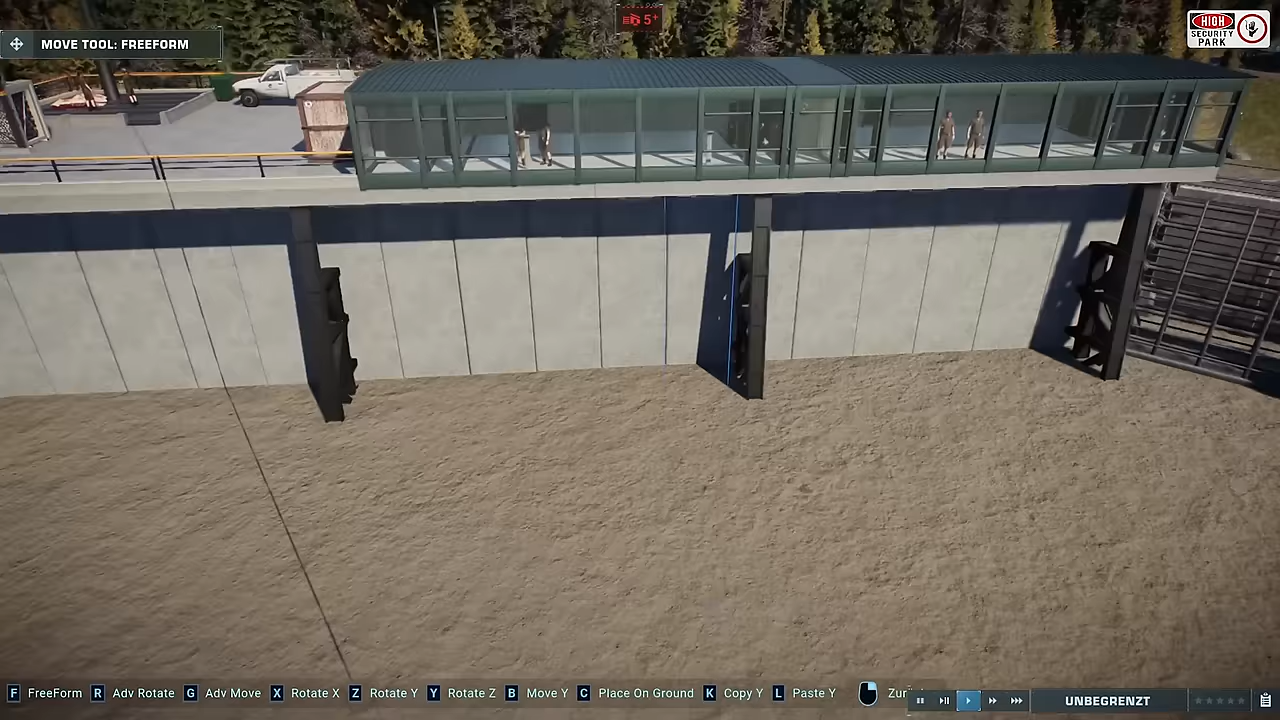 MOVE TOOL: FREEFORM
5+
HIGH
SECURITY
PARK
F FreeForm R Adv Rotate G Adv Move X Rotate X Z Rotate Y Y Rotate Z B Move Y C Place On Ground K Copy Y L Paste Y
UNBEGRENZT